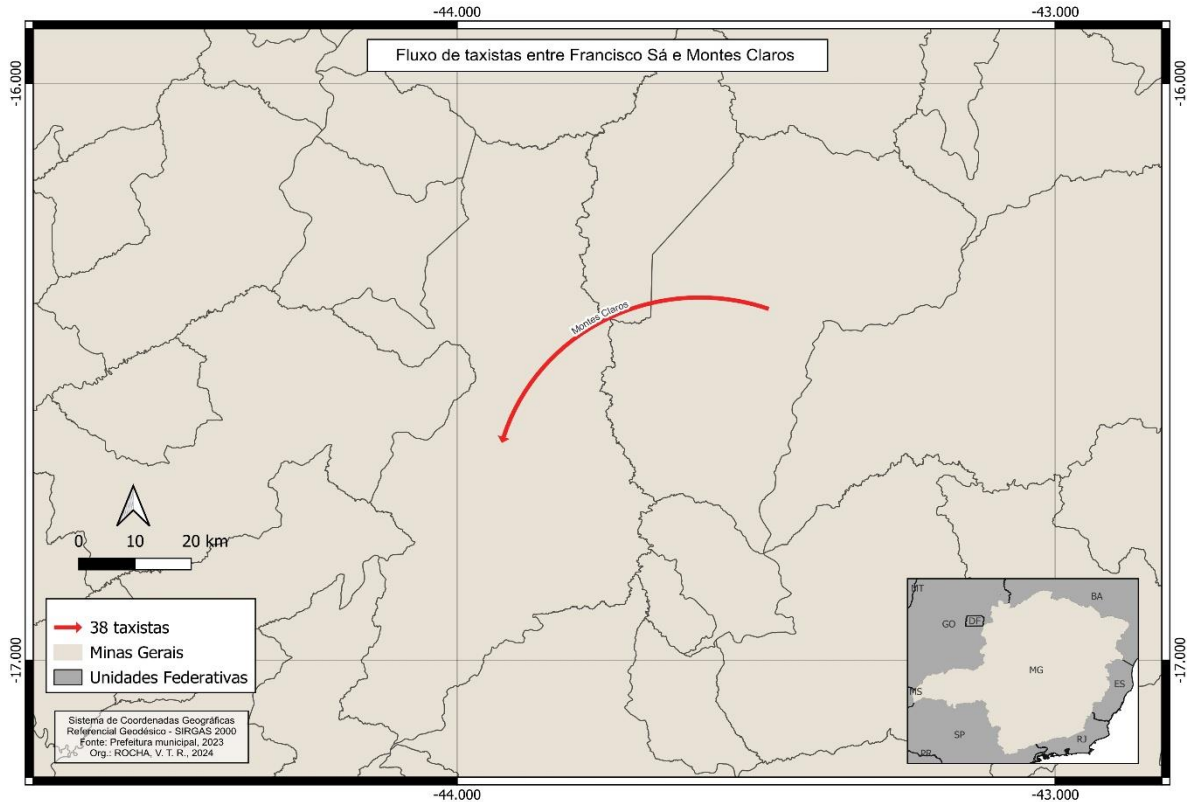 -44.000
-43.000
Fluxo de taxistas entre Francisco Sá e Montes Claros
-16.000
-16.000
Montes Claros
0 10 20 km
38 taxistas
Minas Gerais
Unidades Federativas
-17.000
-17.000
Sistema de Coordenadas Geográficas
Referencial Geodésico - SIRGAS 2000
Fonte: Prefeitura municipal, 2023
Org.: ROCHA, V. T. R., 2024
MT
BA
GO
DF
MG
ES
MS
SP
RJ
PR
-44.000
-43.000